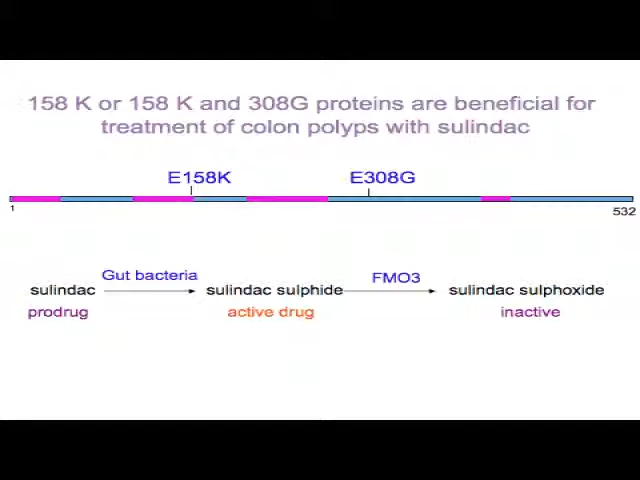 158 K or 158 K and 308G proteins are beneficial for
treatment of colon polyps with sulindac
E158K
E308G
1
532
Gut bacteria
FMO3
sulindac
sulindac sulphide
sulindac sulphoxide
prodrug
active drug
inactive